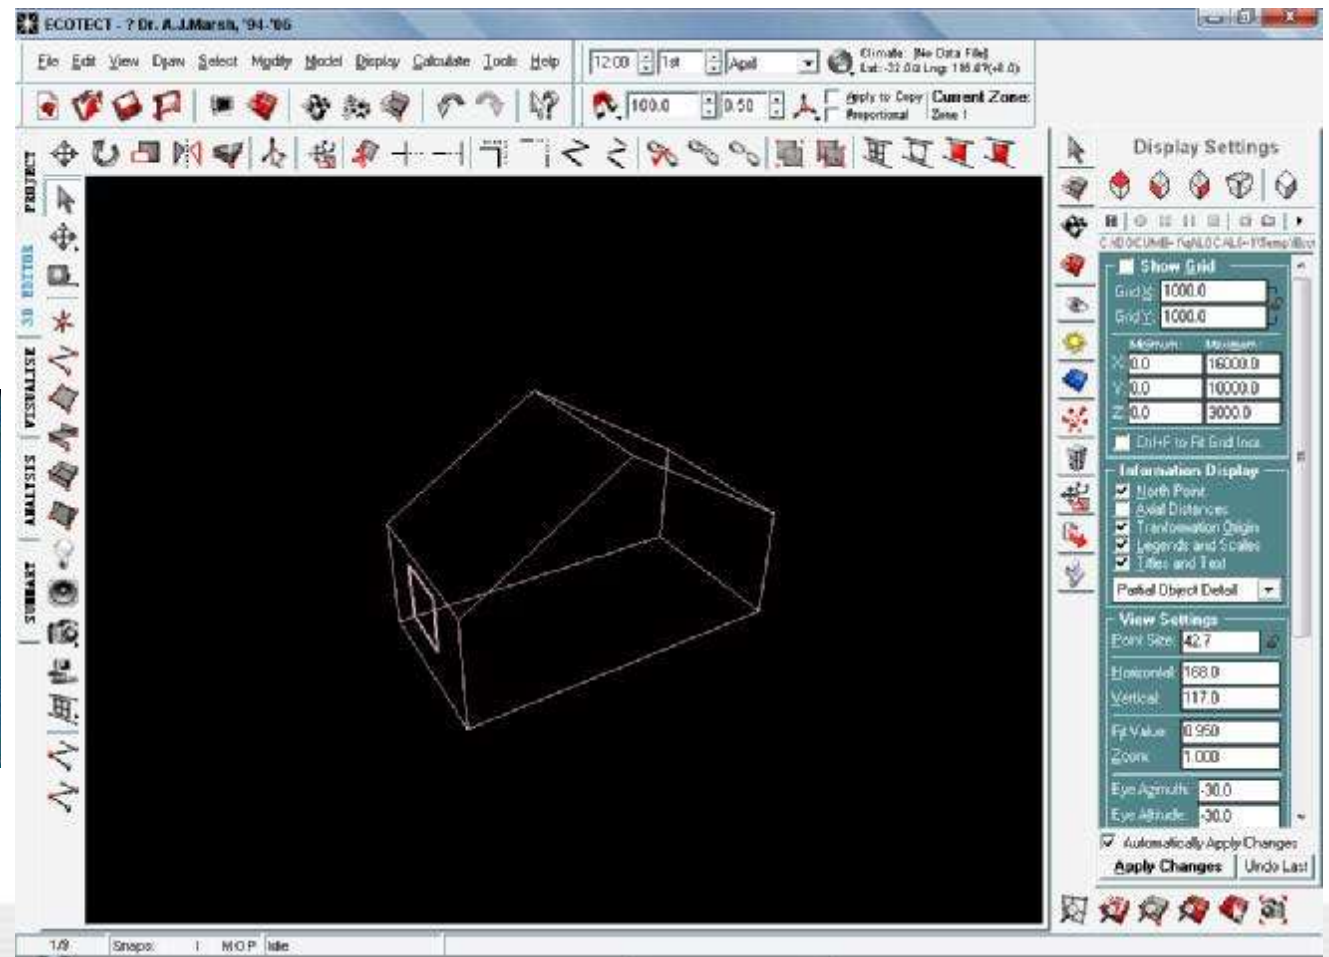 ECOTECT - ? Dr. A.J.Marsh, '94-'06
File Edit View Draw Select Modify Model Display Calculate Tools Help
12:00 1st April
Climate: [No Data File]
Lat: -32.0
100.0 0.50
Apply to Copy
Proportional
Current Zone:
Zone 1
PROJECT
3D EDITOR
VISUALISE
ANALYSIS
Display Settings
Show Grid
Grid X: 1000.0
Grid Y: 1000.0
Minimum: Maximum:
X: 0.0 16000.0
Y: 0.0 10000.0
Z: 0.0 3000.0
Ctrl+F to Fit Grid Incs.
Information Display
North Point
Axial Distances
Tranformation Origin
Legends and Scales
Titles and Text
Partial Object Detail
View Settings
Point Size: 42.7
Horizontal: 168.0
Vertical: 117.0
Fit Value: 0.950
Zoom: 1.000
Eye Azimuth: -30.0
Eye Altitude: -30.0
Automatically Apply Changes
Apply Changes Undo Last
1/9 Snaps: I M O P Idle